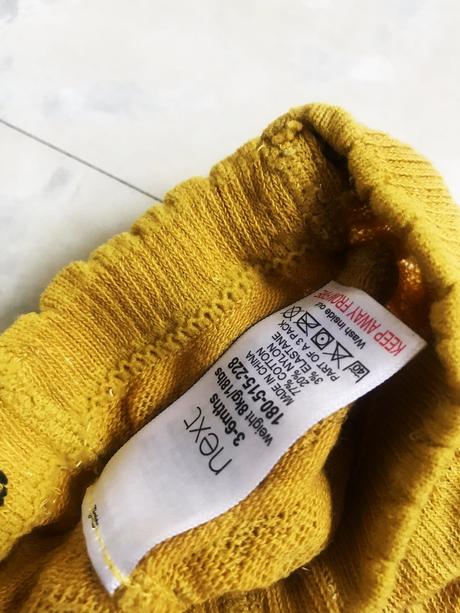 next
3-6mths
Weight 8kg/18lbs
180-515-228
MADE IN CHINA
77% COTTON
20% NYLON
3% ELASTANE
PART OF A 3 PACK
Wash inside out
KEEP AWAY FROM FIRE